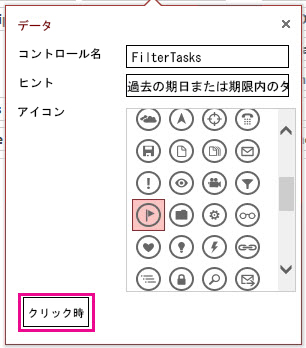 データ
コントロール名
FilterTasks
ヒント
過去の期日または期限内のタ
アイコン
クリック時